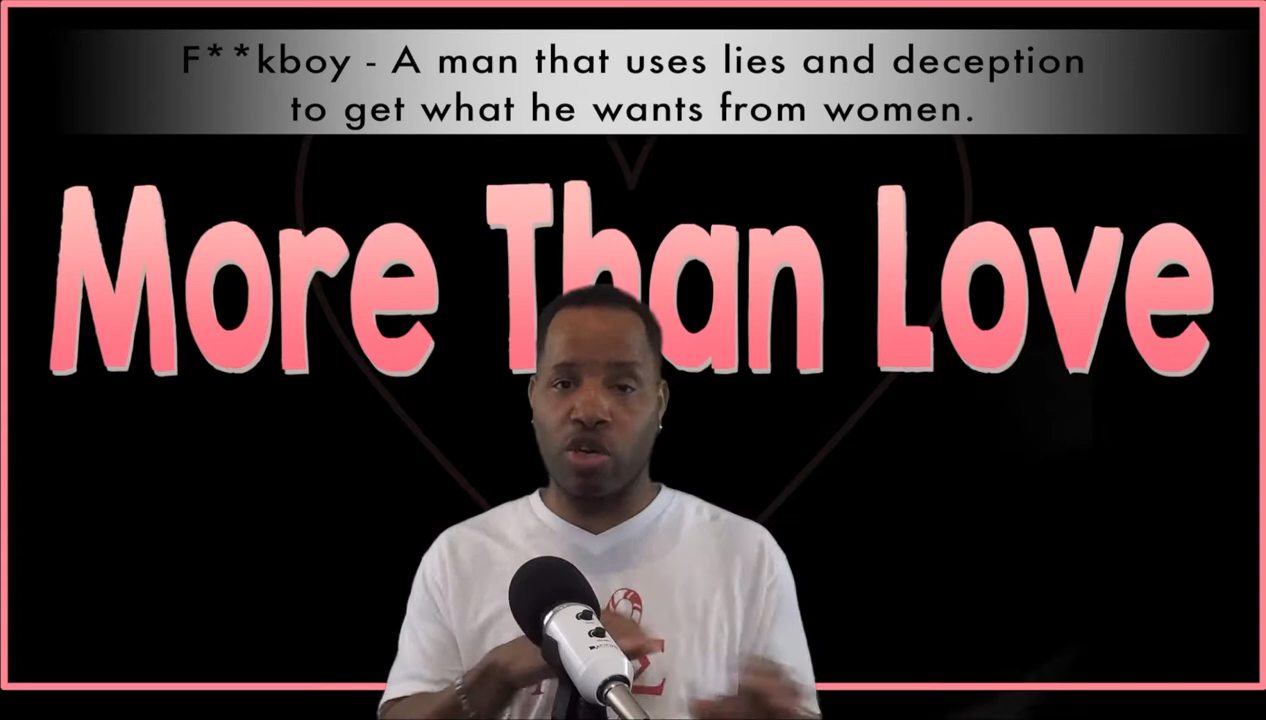 F**kboy - A man that uses lies and deception
to get what he wants from women.
More Than Love